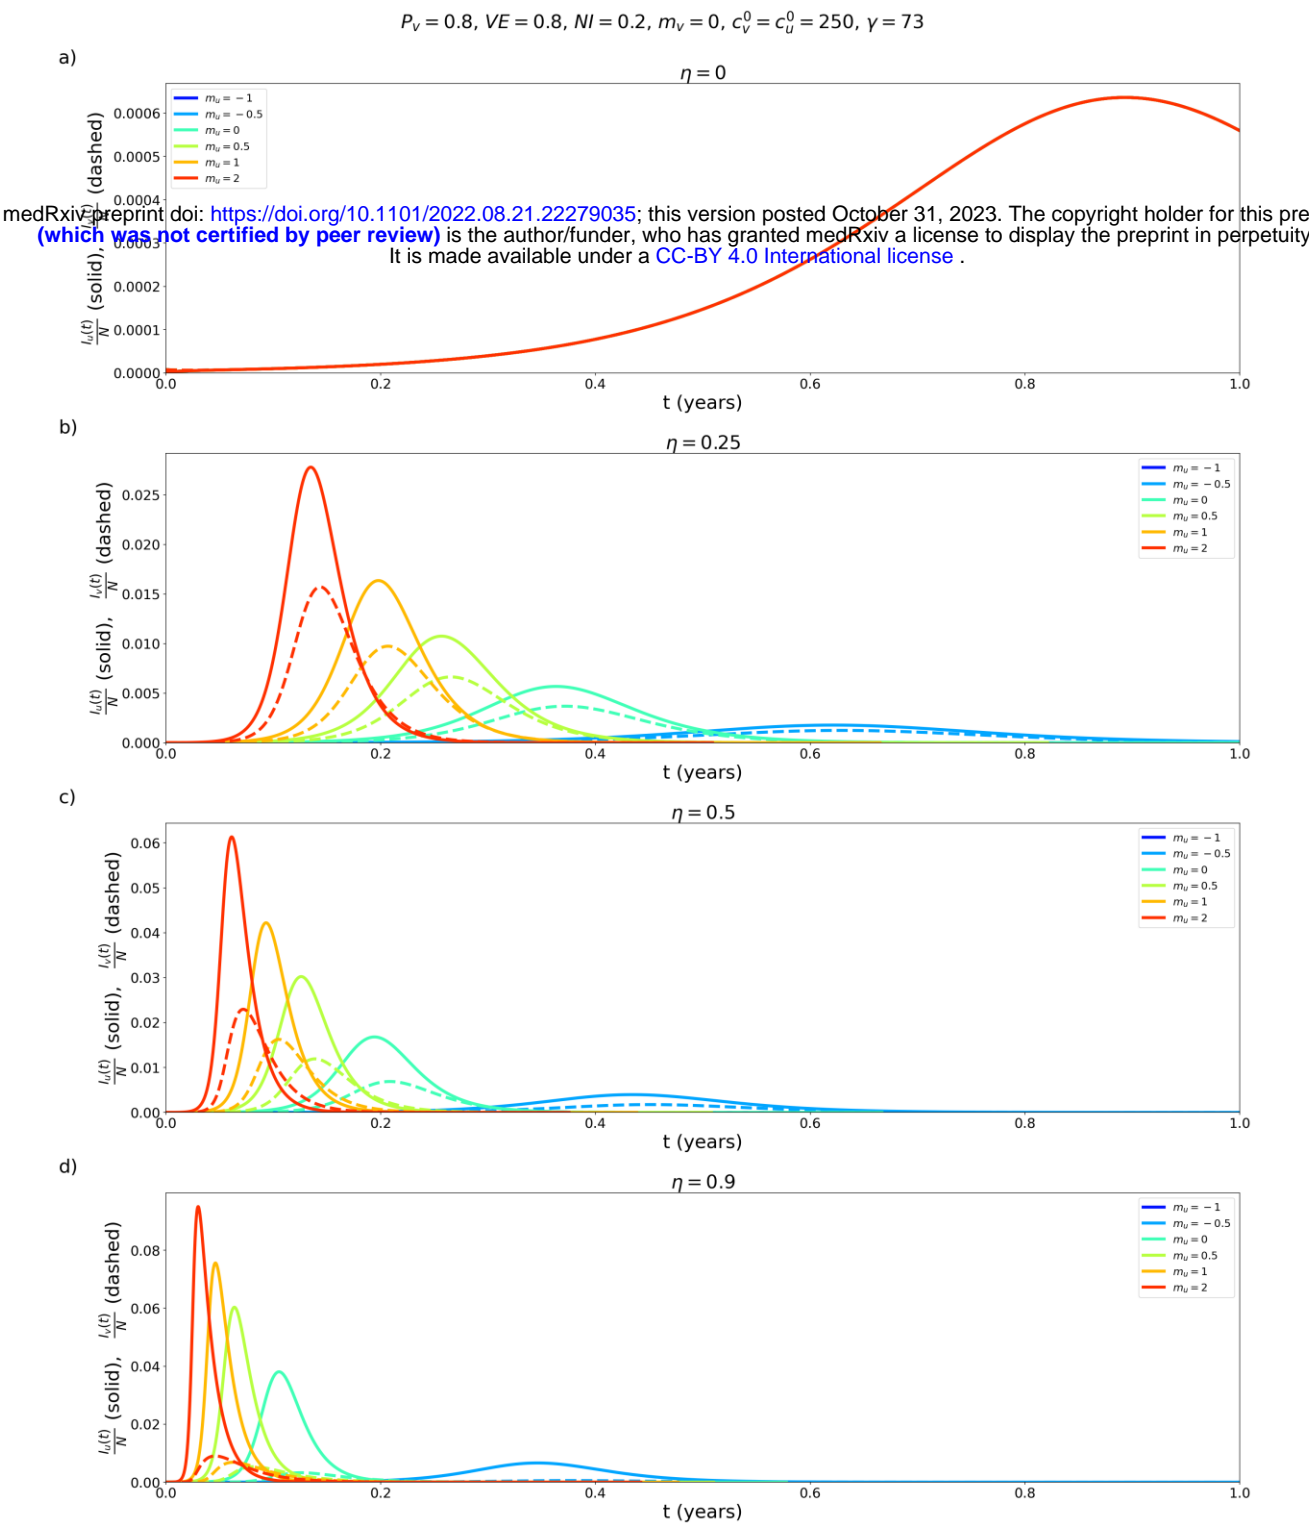 P_v = 0.8, VE = 0.8, NI = 0.2, m_v = 0, c_v^0 = c_u^0 = 250, γ = 73
a)
η = 0
m_u = −1
m_u = −0.5
m_u = 0
m_u = 0.5
m_u = 1
m_u = 2
0.0006
0.0005
0.0004
0.0003
0.0002
0.0001
0.0000
I_u(t)/N (solid), (dashed)
medRxiv preprint doi: https://doi.org/10.1101/2022.08.21.22279035; this version posted October 31, 2023. The copyright holder for this pre
(which was not certified by peer review) is the author/funder, who has granted medRxiv a license to display the preprint in perpetuity
It is made available under a CC-BY 4.0 International license .
0.0 0.2 0.4 0.6 0.8 1.0
t (years)
b)
η = 0.25
m_u = −1
m_u = −0.5
m_u = 0
m_u = 0.5
m_u = 1
m_u = 2
0.025
0.020
0.015
0.010
0.005
0.000
I_u(t)/N (solid), I_v(t)/N (dashed)
0.0 0.2 0.4 0.6 0.8 1.0
t (years)
c)
η = 0.5
m_u = −1
m_u = −0.5
m_u = 0
m_u = 0.5
m_u = 1
m_u = 2
0.06
0.05
0.04
0.03
0.02
0.01
0.00
I_u(t)/N (solid), I_v(t)/N (dashed)
0.0 0.2 0.4 0.6 0.8 1.0
t (years)
d)
η = 0.9
m_u = −1
m_u = −0.5
m_u = 0
m_u = 0.5
m_u = 1
m_u = 2
0.08
0.06
0.04
0.02
0.00
I_u(t)/N (solid), I_v(t)/N (dashed)
0.0 0.2 0.4 0.6 0.8 1.0
t (years)